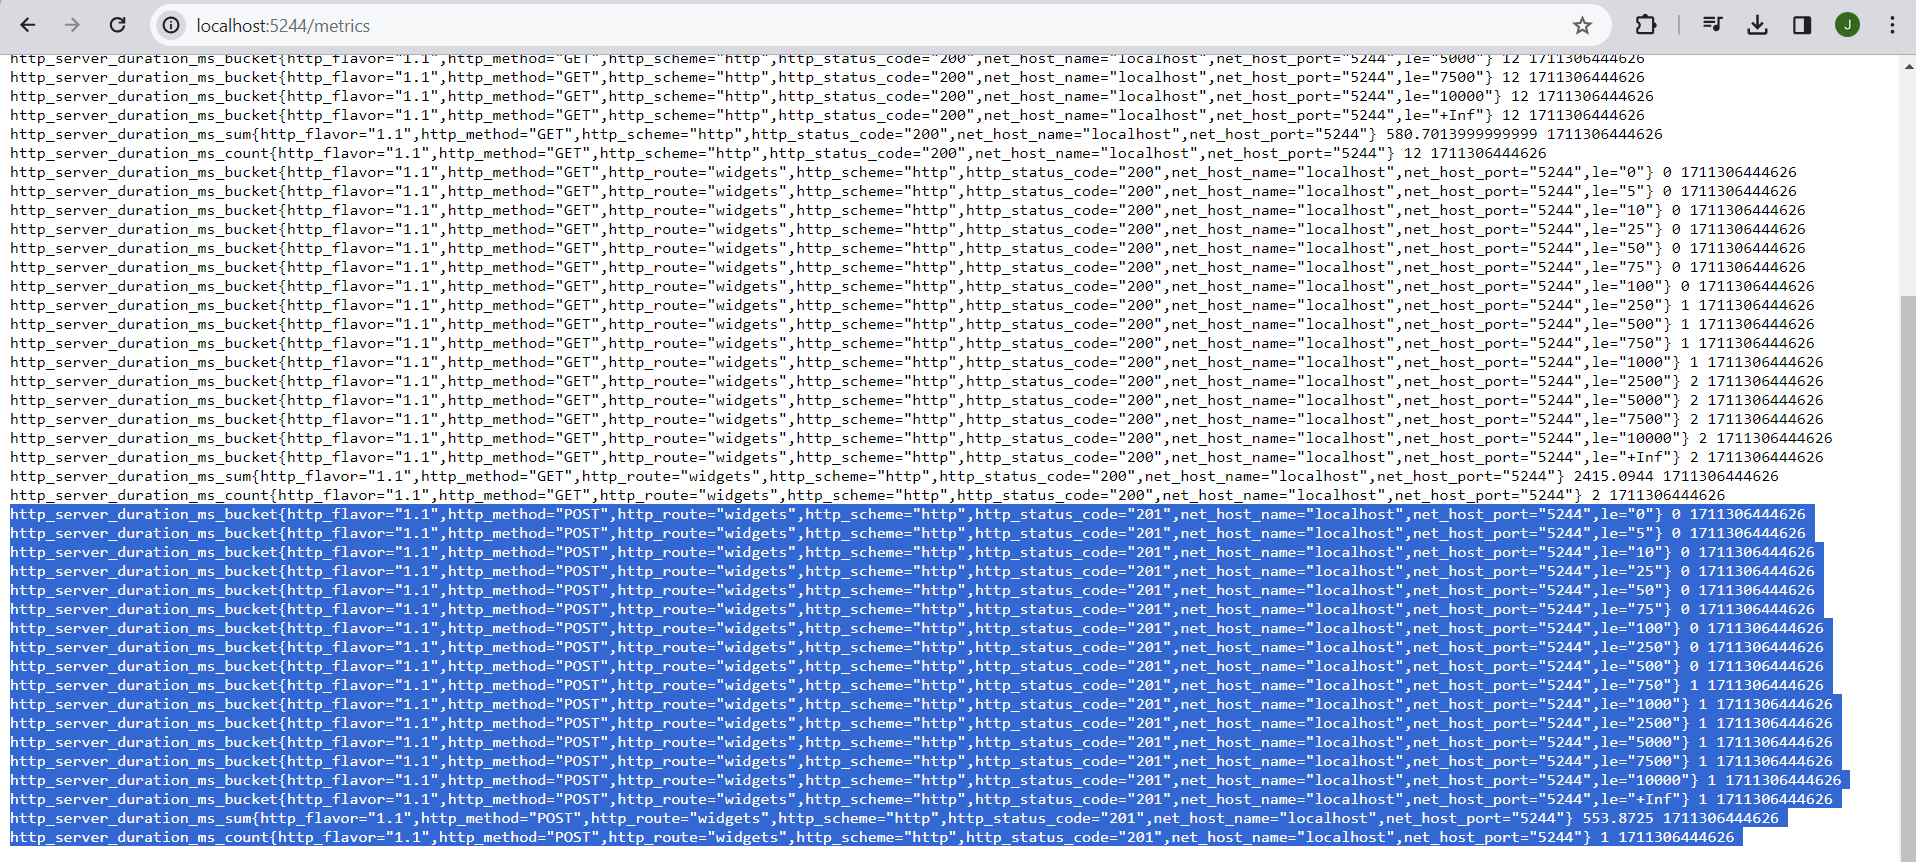 localhost:5244/metrics
J
http_server_duration_ms_bucket{http_flavor="1.1",http_method="GET",http_scheme="http",http_status_code="200",net_host_name="localhost",net_host_port="5244",le="5000"} 12 1711306444626
http_server_duration_ms_bucket{http_flavor="1.1",http_method="GET",http_scheme="http",http_status_code="200",net_host_name="localhost",net_host_port="5244",le="7500"} 12 1711306444626
http_server_duration_ms_bucket{http_flavor="1.1",http_method="GET",http_scheme="http",http_status_code="200",net_host_name="localhost",net_host_port="5244",le="10000"} 12 1711306444626
http_server_duration_ms_bucket{http_flavor="1.1",http_method="GET",http_scheme="http",http_status_code="200",net_host_name="localhost",net_host_port="5244",le="+Inf"} 12 1711306444626
http_server_duration_ms_sum{http_flavor="1.1",http_method="GET",http_scheme="http",http_status_code="200",net_host_name="localhost",net_host_port="5244"} 580.7013999999999 1711306444626
http_server_duration_ms_count{http_flavor="1.1",http_method="GET",http_scheme="http",http_status_code="200",net_host_name="localhost",net_host_port="5244"} 12 1711306444626
http_server_duration_ms_bucket{http_flavor="1.1",http_method="GET",http_route="widgets",http_scheme="http",http_status_code="200",net_host_name="localhost",net_host_port="5244",le="0"} 0 1711306444626
http_server_duration_ms_bucket{http_flavor="1.1",http_method="GET",http_route="widgets",http_scheme="http",http_status_code="200",net_host_name="localhost",net_host_port="5244",le="5"} 0 1711306444626
http_server_duration_ms_bucket{http_flavor="1.1",http_method="GET",http_route="widgets",http_scheme="http",http_status_code="200",net_host_name="localhost",net_host_port="5244",le="10"} 0 1711306444626
http_server_duration_ms_bucket{http_flavor="1.1",http_method="GET",http_route="widgets",http_scheme="http",http_status_code="200",net_host_name="localhost",net_host_port="5244",le="25"} 0 1711306444626
http_server_duration_ms_bucket{http_flavor="1.1",http_method="GET",http_route="widgets",http_scheme="http",http_status_code="200",net_host_name="localhost",net_host_port="5244",le="50"} 0 1711306444626
http_server_duration_ms_bucket{http_flavor="1.1",http_method="GET",http_route="widgets",http_scheme="http",http_status_code="200",net_host_name="localhost",net_host_port="5244",le="75"} 0 1711306444626
http_server_duration_ms_bucket{http_flavor="1.1",http_method="GET",http_route="widgets",http_scheme="http",http_status_code="200",net_host_name="localhost",net_host_port="5244",le="100"} 0 1711306444626
http_server_duration_ms_bucket{http_flavor="1.1",http_method="GET",http_route="widgets",http_scheme="http",http_status_code="200",net_host_name="localhost",net_host_port="5244",le="250"} 1 1711306444626
http_server_duration_ms_bucket{http_flavor="1.1",http_method="GET",http_route="widgets",http_scheme="http",http_status_code="200",net_host_name="localhost",net_host_port="5244",le="500"} 1 1711306444626
http_server_duration_ms_bucket{http_flavor="1.1",http_method="GET",http_route="widgets",http_scheme="http",http_status_code="200",net_host_name="localhost",net_host_port="5244",le="750"} 1 1711306444626
http_server_duration_ms_bucket{http_flavor="1.1",http_method="GET",http_route="widgets",http_scheme="http",http_status_code="200",net_host_name="localhost",net_host_port="5244",le="1000"} 1 1711306444626
http_server_duration_ms_bucket{http_flavor="1.1",http_method="GET",http_route="widgets",http_scheme="http",http_status_code="200",net_host_name="localhost",net_host_port="5244",le="2500"} 2 1711306444626
http_server_duration_ms_bucket{http_flavor="1.1",http_method="GET",http_route="widgets",http_scheme="http",http_status_code="200",net_host_name="localhost",net_host_port="5244",le="5000"} 2 1711306444626
http_server_duration_ms_bucket{http_flavor="1.1",http_method="GET",http_route="widgets",http_scheme="http",http_status_code="200",net_host_name="localhost",net_host_port="5244",le="7500"} 2 1711306444626
http_server_duration_ms_bucket{http_flavor="1.1",http_method="GET",http_route="widgets",http_scheme="http",http_status_code="200",net_host_name="localhost",net_host_port="5244",le="10000"} 2 1711306444626
http_server_duration_ms_bucket{http_flavor="1.1",http_method="GET",http_route="widgets",http_scheme="http",http_status_code="200",net_host_name="localhost",net_host_port="5244",le="+Inf"} 2 1711306444626
http_server_duration_ms_sum{http_flavor="1.1",http_method="GET",http_route="widgets",http_scheme="http",http_status_code="200",net_host_name="localhost",net_host_port="5244"} 2415.0944 1711306444626
http_server_duration_ms_count{http_flavor="1.1",http_method="GET",http_route="widgets",http_scheme="http",http_status_code="200",net_host_name="localhost",net_host_port="5244"} 2 1711306444626
http_server_duration_ms_bucket{http_flavor="1.1",http_method="POST",http_route="widgets",http_scheme="http",http_status_code="201",net_host_name="localhost",net_host_port="5244",le="0"} 0 1711306444626
http_server_duration_ms_bucket{http_flavor="1.1",http_method="POST",http_route="widgets",http_scheme="http",http_status_code="201",net_host_name="localhost",net_host_port="5244",le="5"} 0 1711306444626
http_server_duration_ms_bucket{http_flavor="1.1",http_method="POST",http_route="widgets",http_scheme="http",http_status_code="201",net_host_name="localhost",net_host_port="5244",le="10"} 0 1711306444626
http_server_duration_ms_bucket{http_flavor="1.1",http_method="POST",http_route="widgets",http_scheme="http",http_status_code="201",net_host_name="localhost",net_host_port="5244",le="25"} 0 1711306444626
http_server_duration_ms_bucket{http_flavor="1.1",http_method="POST",http_route="widgets",http_scheme="http",http_status_code="201",net_host_name="localhost",net_host_port="5244",le="50"} 0 1711306444626
http_server_duration_ms_bucket{http_flavor="1.1",http_method="POST",http_route="widgets",http_scheme="http",http_status_code="201",net_host_name="localhost",net_host_port="5244",le="75"} 0 1711306444626
http_server_duration_ms_bucket{http_flavor="1.1",http_method="POST",http_route="widgets",http_scheme="http",http_status_code="201",net_host_name="localhost",net_host_port="5244",le="100"} 0 1711306444626
http_server_duration_ms_bucket{http_flavor="1.1",http_method="POST",http_route="widgets",http_scheme="http",http_status_code="201",net_host_name="localhost",net_host_port="5244",le="250"} 0 1711306444626
http_server_duration_ms_bucket{http_flavor="1.1",http_method="POST",http_route="widgets",http_scheme="http",http_status_code="201",net_host_name="localhost",net_host_port="5244",le="500"} 0 1711306444626
http_server_duration_ms_bucket{http_flavor="1.1",http_method="POST",http_route="widgets",http_scheme="http",http_status_code="201",net_host_name="localhost",net_host_port="5244",le="750"} 1 1711306444626
http_server_duration_ms_bucket{http_flavor="1.1",http_method="POST",http_route="widgets",http_scheme="http",http_status_code="201",net_host_name="localhost",net_host_port="5244",le="1000"} 1 1711306444626
http_server_duration_ms_bucket{http_flavor="1.1",http_method="POST",http_route="widgets",http_scheme="http",http_status_code="201",net_host_name="localhost",net_host_port="5244",le="2500"} 1 1711306444626
http_server_duration_ms_bucket{http_flavor="1.1",http_method="POST",http_route="widgets",http_scheme="http",http_status_code="201",net_host_name="localhost",net_host_port="5244",le="5000"} 1 1711306444626
http_server_duration_ms_bucket{http_flavor="1.1",http_method="POST",http_route="widgets",http_scheme="http",http_status_code="201",net_host_name="localhost",net_host_port="5244",le="7500"} 1 1711306444626
http_server_duration_ms_bucket{http_flavor="1.1",http_method="POST",http_route="widgets",http_scheme="http",http_status_code="201",net_host_name="localhost",net_host_port="5244",le="10000"} 1 1711306444626
http_server_duration_ms_bucket{http_flavor="1.1",http_method="POST",http_route="widgets",http_scheme="http",http_status_code="201",net_host_name="localhost",net_host_port="5244",le="+Inf"} 1 1711306444626
http_server_duration_ms_sum{http_flavor="1.1",http_method="POST",http_route="widgets",http_scheme="http",http_status_code="201",net_host_name="localhost",net_host_port="5244"} 553.8725 1711306444626
http_server_duration_ms_count{http_flavor="1.1",http_method="POST",http_route="widgets",http_scheme="http",http_status_code="201",net_host_name="localhost",net_host_port="5244"} 1 1711306444626